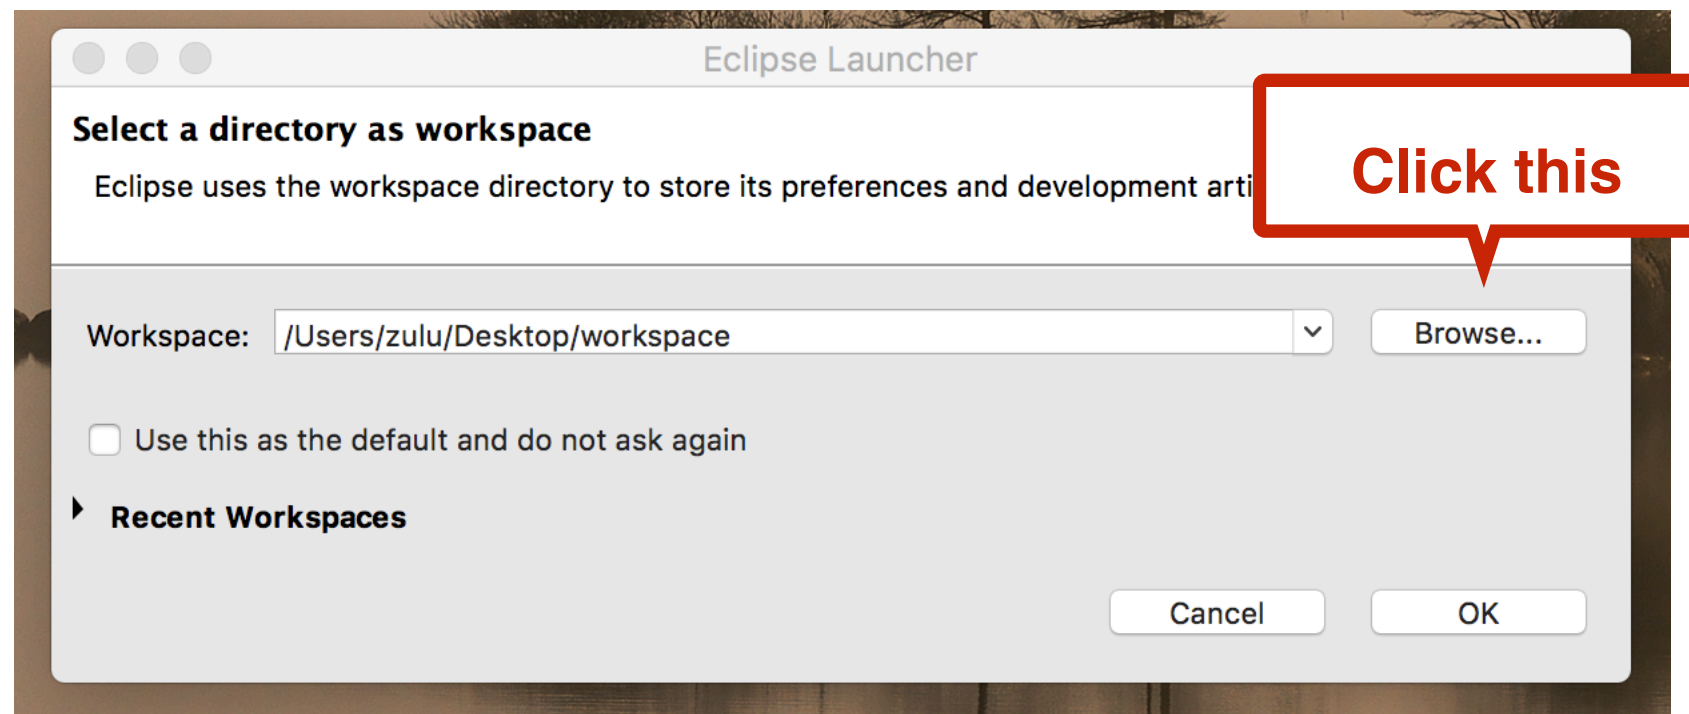 Eclipse Launcher
Select a directory as workspace
Eclipse uses the workspace directory to store its preferences and development arti
Click this
Workspace: /Users/zulu/Desktop/workspace Browse...
Use this as the default and do not ask again
Recent Workspaces
Cancel OK